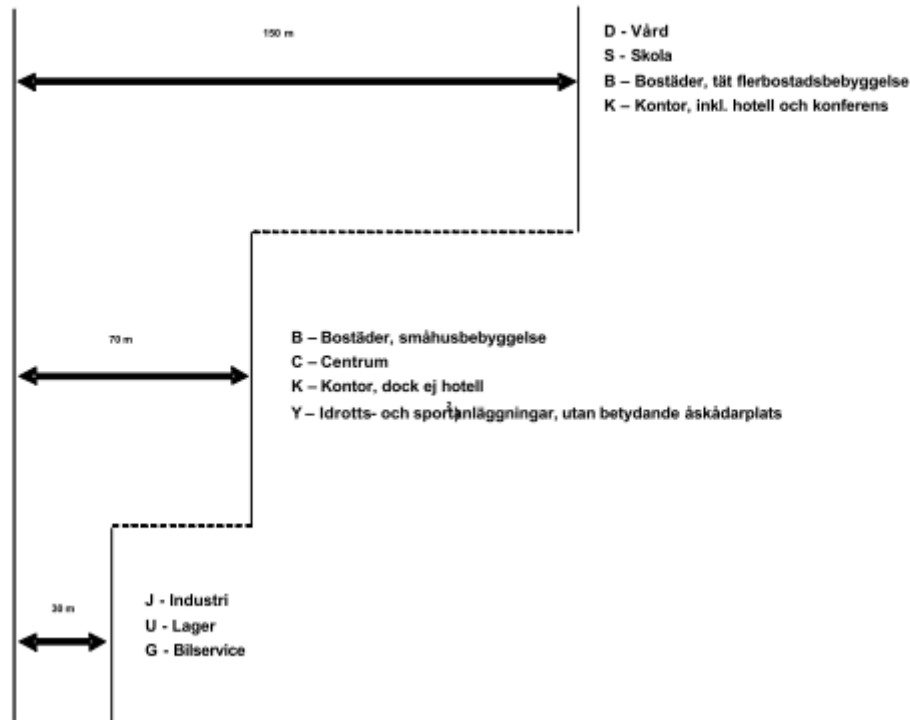 150 m
D - Vård
S - Skola
B – Bostäder, tät flerbostadsbebyggelse
K – Kontor, inkl. hotell och konferens
70 m
B – Bostäder, småhusbebyggelse
C – Centrum
K – Kontor, dock ej hotell
Y – Idrotts- och sportanläggningar, utan betydande åskådarplats
30 m
J - Industri
U - Lager
G - Bilservice